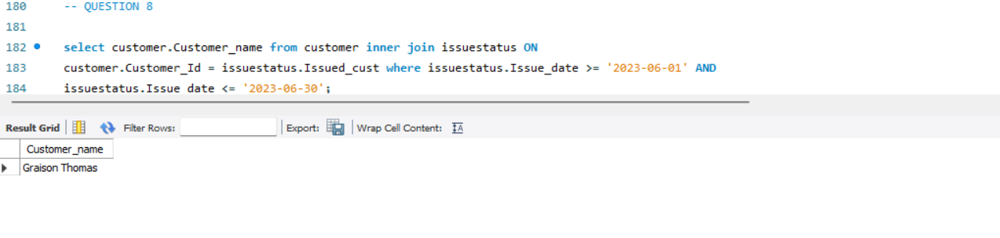 180 -- QUESTION 8
181
182 select customer.Customer_name from customer inner join issuestatus ON
183 customer.Customer_Id = issuestatus.Issued_cust where issuestatus.Issue_date >= '2023-06-01' AND
184 issuestatus.Issue_date <= '2023-06-30';
Result Grid Filter Rows: Export: Wrap Cell Content: IA
Customer_name
Graison Thomas